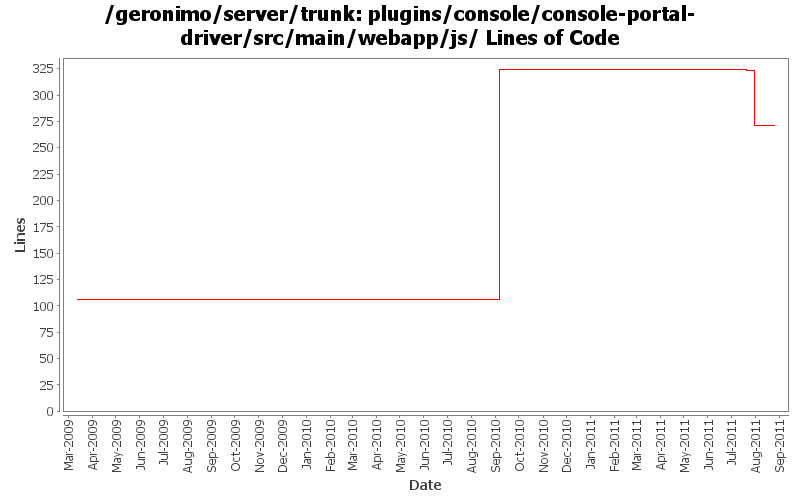 /geronimo/server/trunk: plugins/console/console-portal-
driver/src/main/webapp/js/ Lines of Code
Lines
325
300
275
250
225
200
175
150
125
100
75
50
25
0
Mar-2009
Apr-2009
May-2009
Jun-2009
Jul-2009
Aug-2009
Sep-2009
Oct-2009
Nov-2009
Dec-2009
Jan-2010
Feb-2010
Mar-2010
Apr-2010
May-2010
Jun-2010
Jul-2010
Aug-2010
Sep-2010
Oct-2010
Nov-2010
Dec-2010
Jan-2011
Feb-2011
Mar-2011
Apr-2011
May-2011
Jun-2011
Jul-2011
Aug-2011
Sep-2011
Date